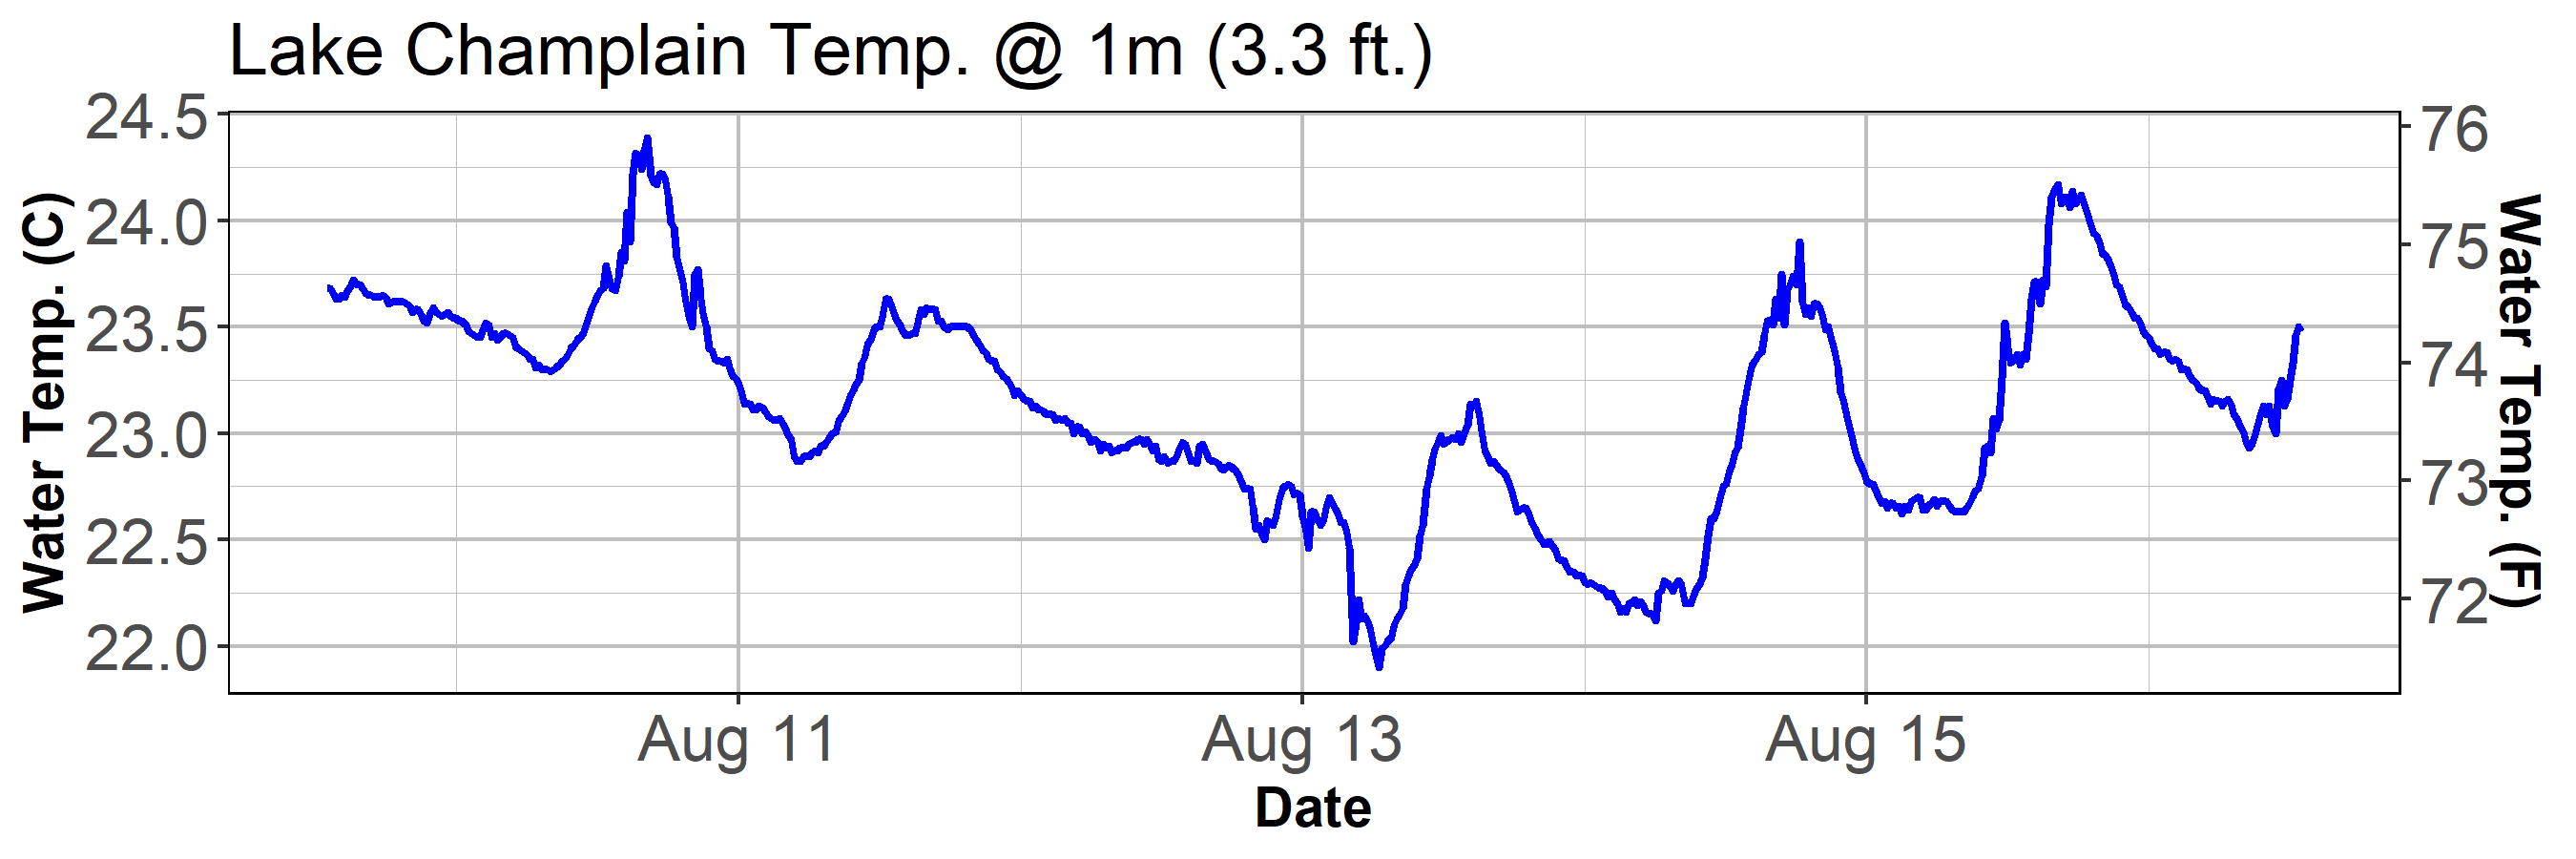 Lake Champlain Temp. @ 1m (3.3 ft.)
Water Temp. (C)
24.5
24.0
23.5
23.0
22.5
22.0
76
75
74
73
72
Water Temp. (F)
Aug 11
Aug 13
Aug 15
Date